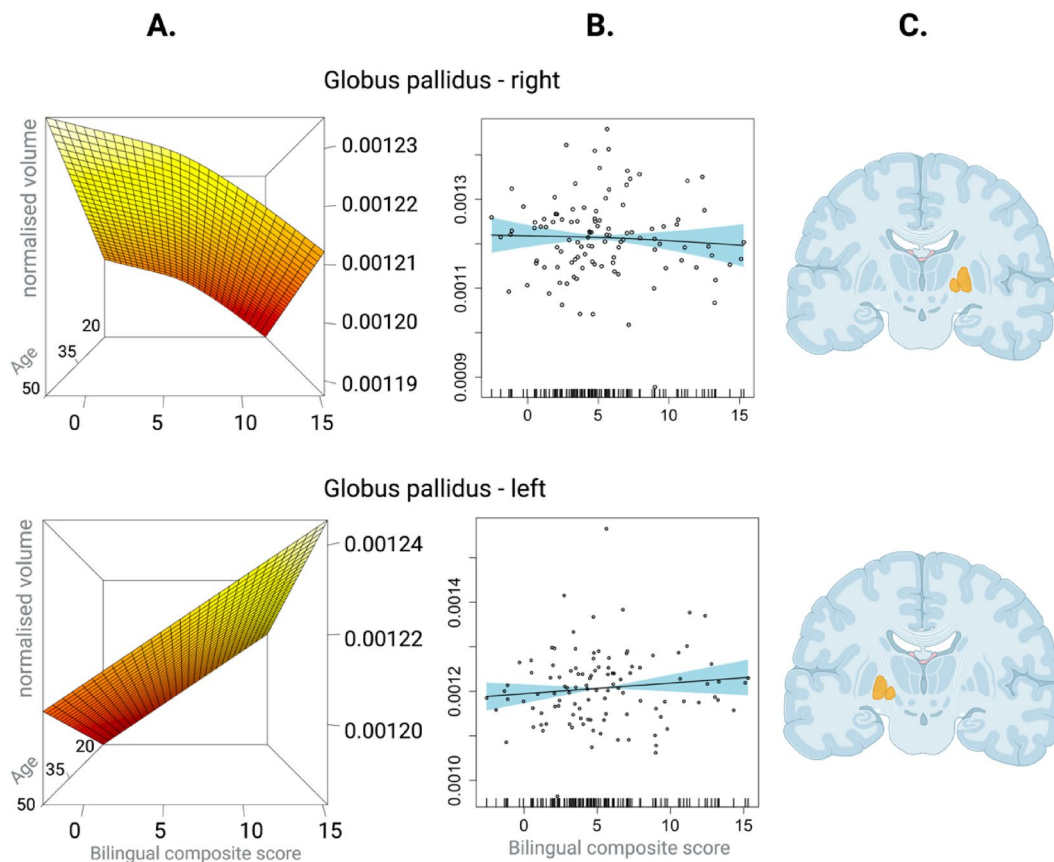 A. B. C.
Globus pallidus - right
normalised volume
0.00123
0.00122
0.00121
0.00120
0.00119
20
35
50
Age
0 5 10 15
0.0013
0.0011
0.0009
0 5 10 15
Globus pallidus - left
normalised volume
0.00124
0.00122
0.00120
20
35
50
Age
0 5 10 15
Bilingual composite score
0.0014
0.0012
0.0010
0 5 10 15
Bilingual composite score